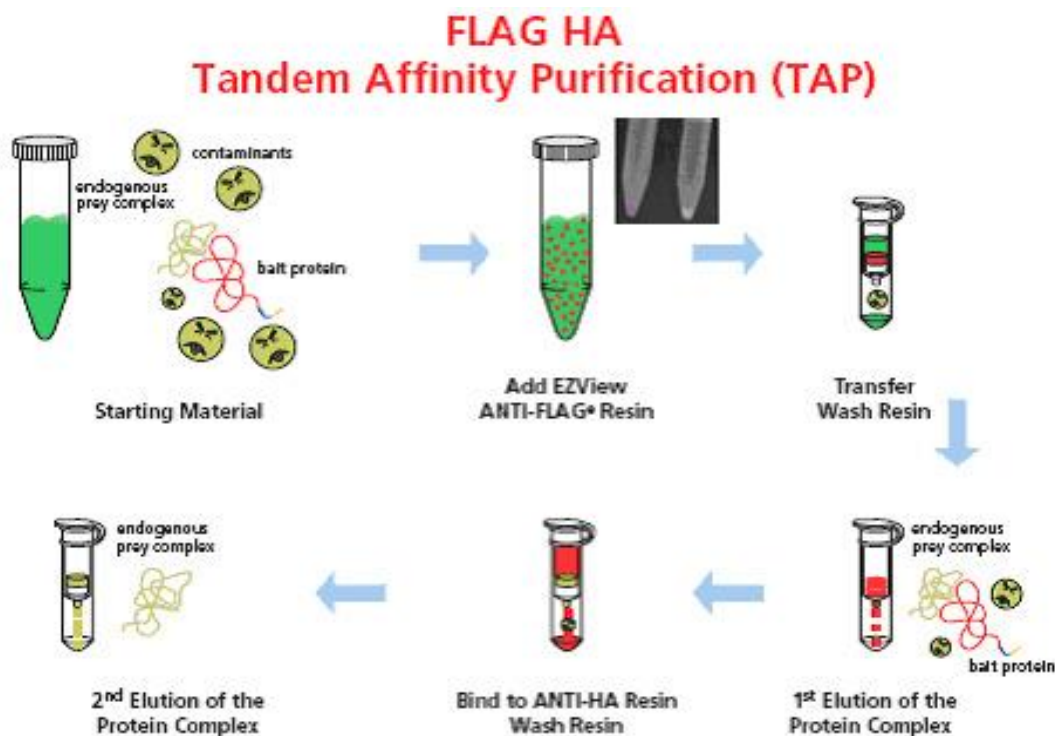 FLAG HA
Tandem Affinity Purification (TAP)
contaminants
endogenous
prey complex
bait protein
Starting Material
Add EZView
ANTI-FLAG® Resin
Transfer
Wash Resin
endogenous
prey complex
2nd Elution of the
Protein Complex
Bind to ANTI-HA Resin
Wash Resin
endogenous
prey complex
bait protein
1st Elution of the
Protein Complex